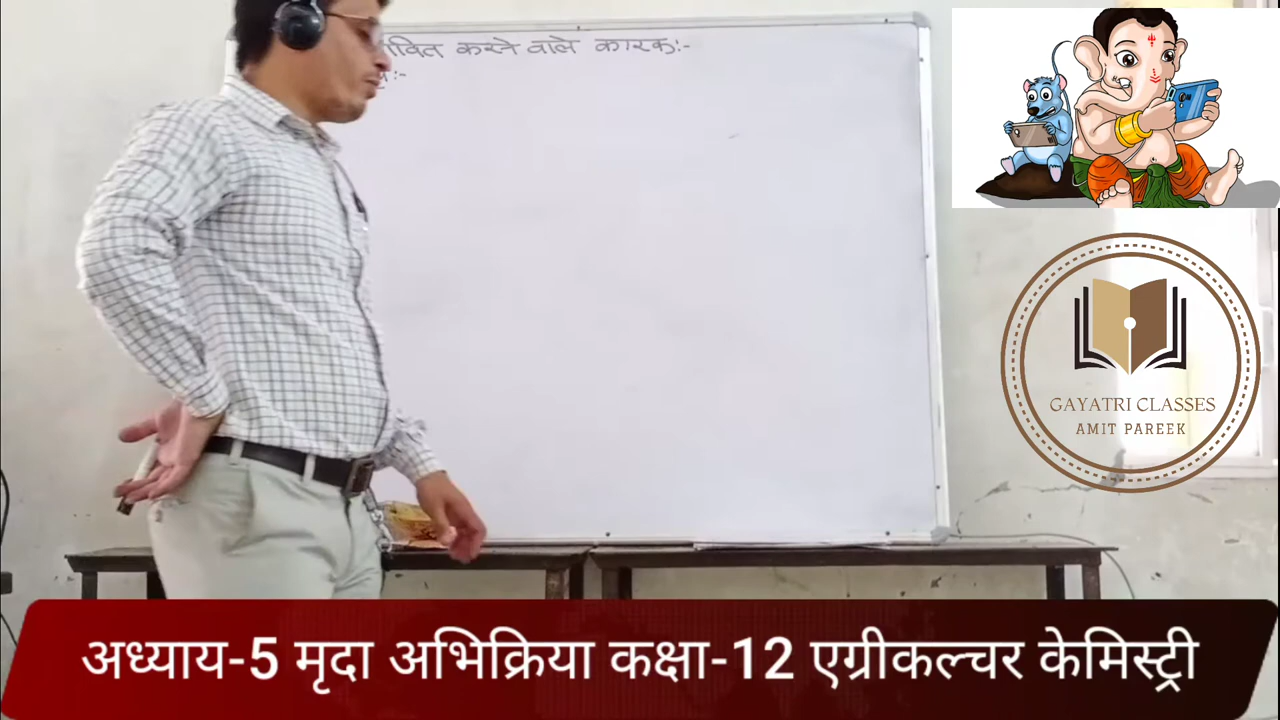 करने वाले कारक:-
GAYATRI CLASSES
AMIT PAREEK
अध्याय-5 मृदा अभिक्रिया कक्षा-12 एग्रीकल्चर केमिस्ट्री